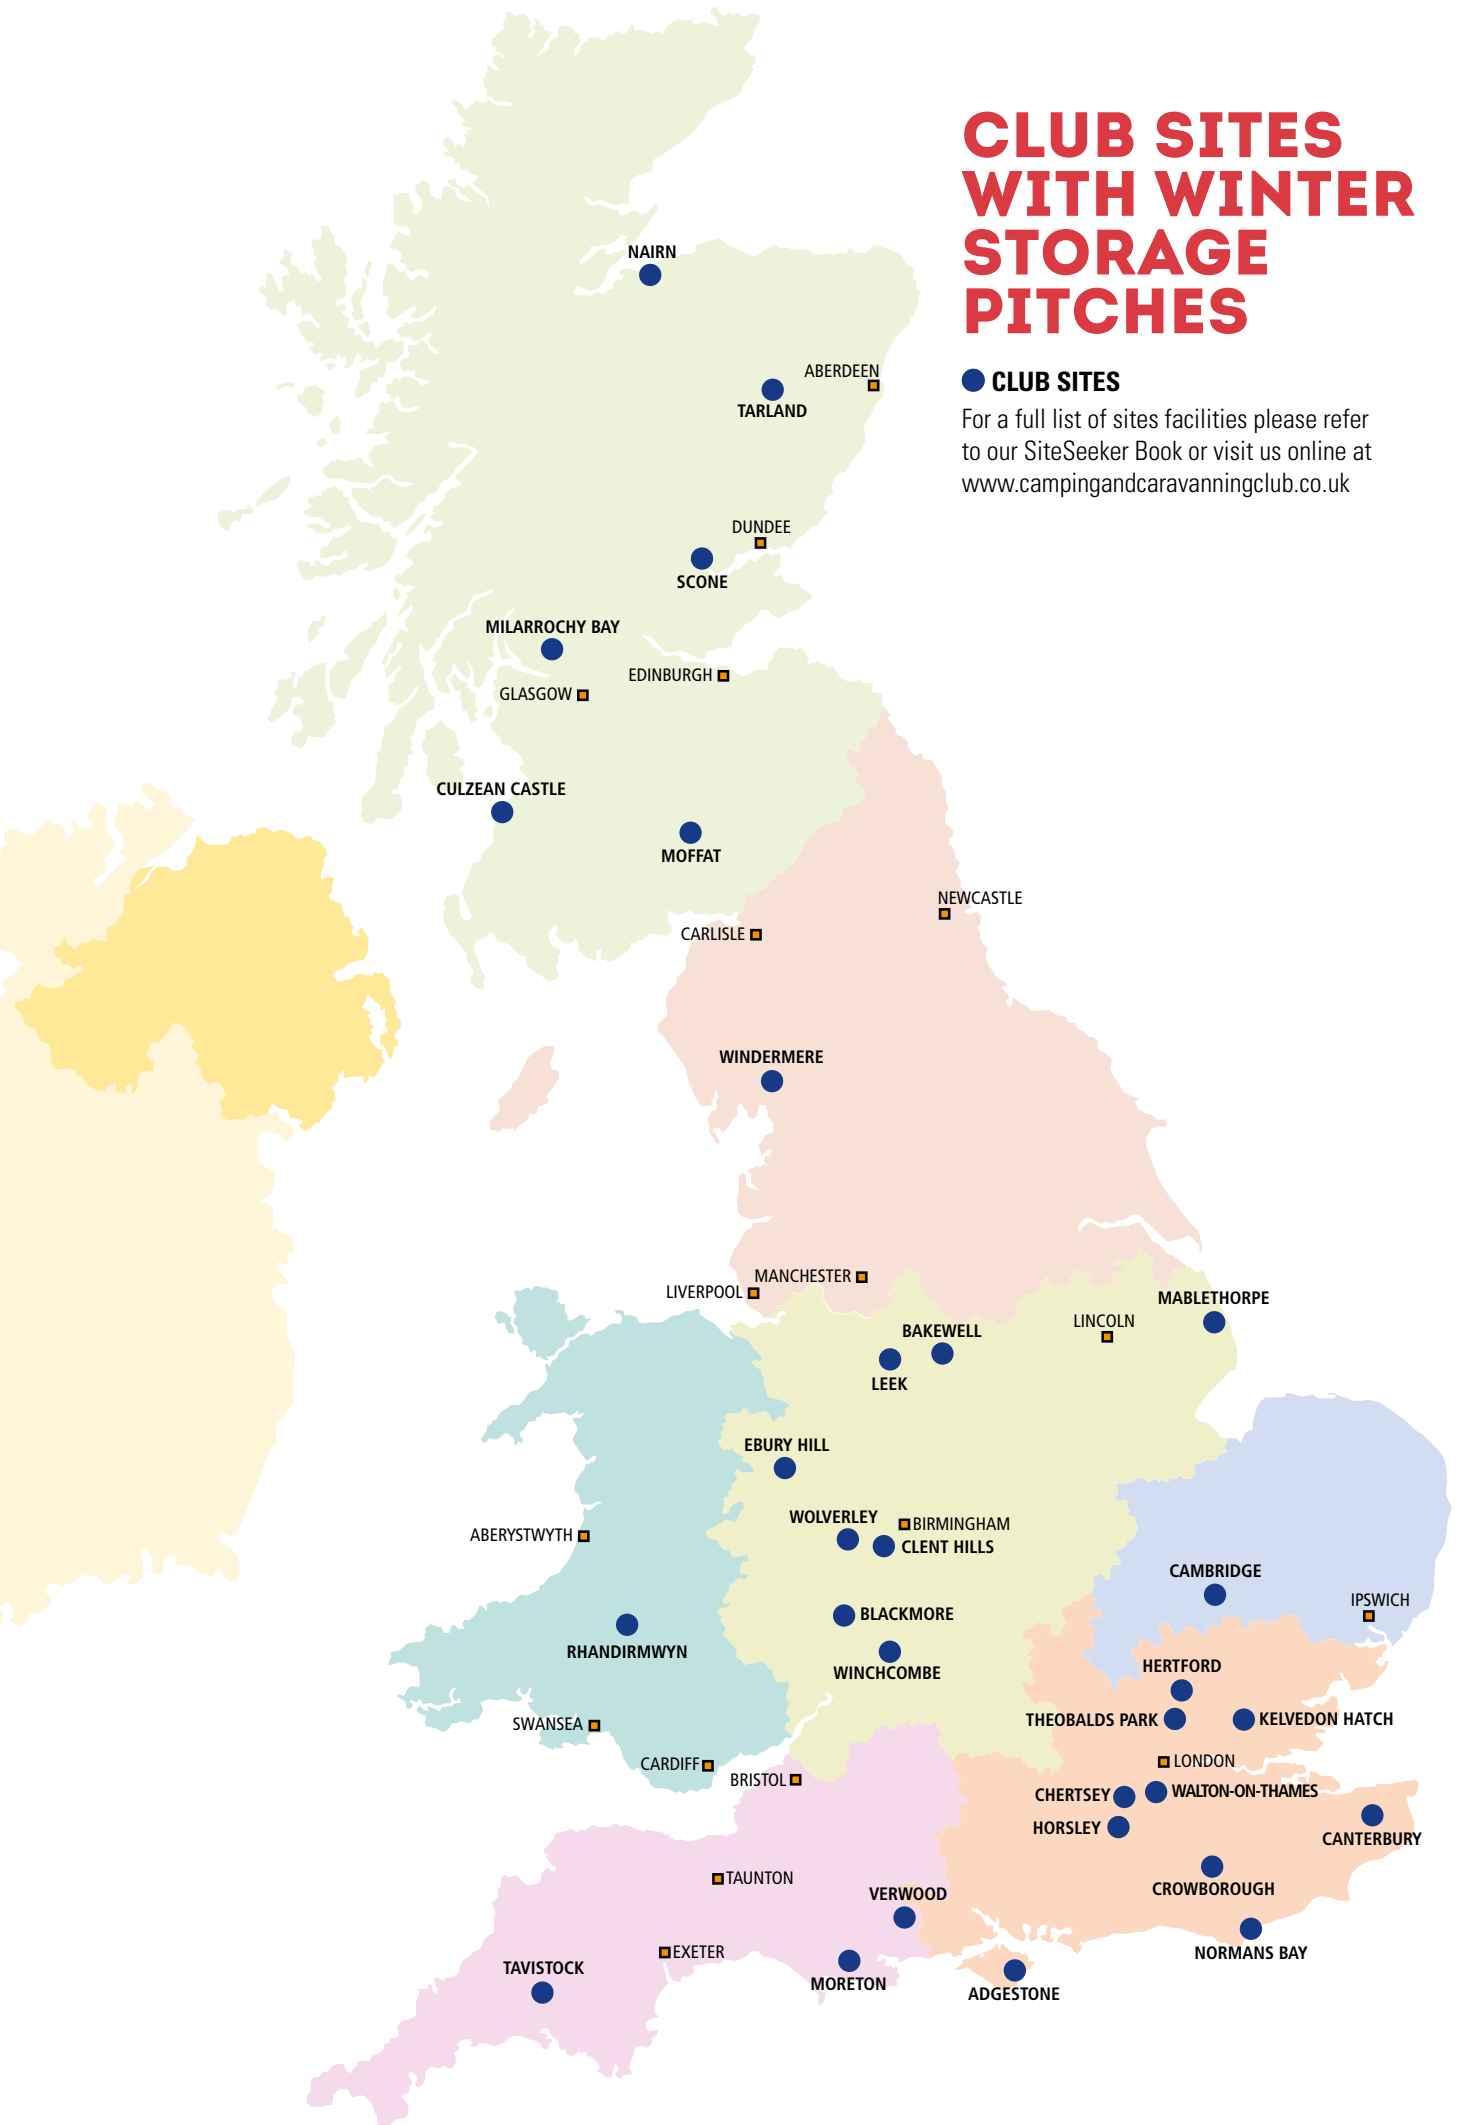 CLUB SITES
WITH WINTER
STORAGE
PITCHES
CLUB SITES
For a full list of sites facilities please refer
to our SiteSeeker Book or visit us online at
www.campingandcaravanningclub.co.uk
NAIRN
ABERDEEN
TARLAND
DUNDEE
SCONE
MILARROCHY BAY
EDINBURGH
GLASGOW
CULZEAN CASTLE
MOFFAT
NEWCASTLE
CARLISLE
WINDERMERE
MANCHESTER
LIVERPOOL
MABLETHORPE
LINCOLN
BAKEWELL
LEEK
EBURY HILL
WOLVERLEY
BIRMINGHAM
ABERYSTWYTH
CLENT HILLS
CAMBRIDGE
IPSWICH
BLACKMORE
RHANDIRMWYN
WINCHCOMBE
HERTFORD
THEOBALDS PARK
KELVEDON HATCH
SWANSEA
CARDIFF
LONDON
BRISTOL
CHERTSEY
WALTON-ON-THAMES
HORSLEY
CANTERBURY
TAUNTON
CROWBOROUGH
VERWOOD
EXETER
NORMANS BAY
TAVISTOCK
MORETON
ADGESTONE